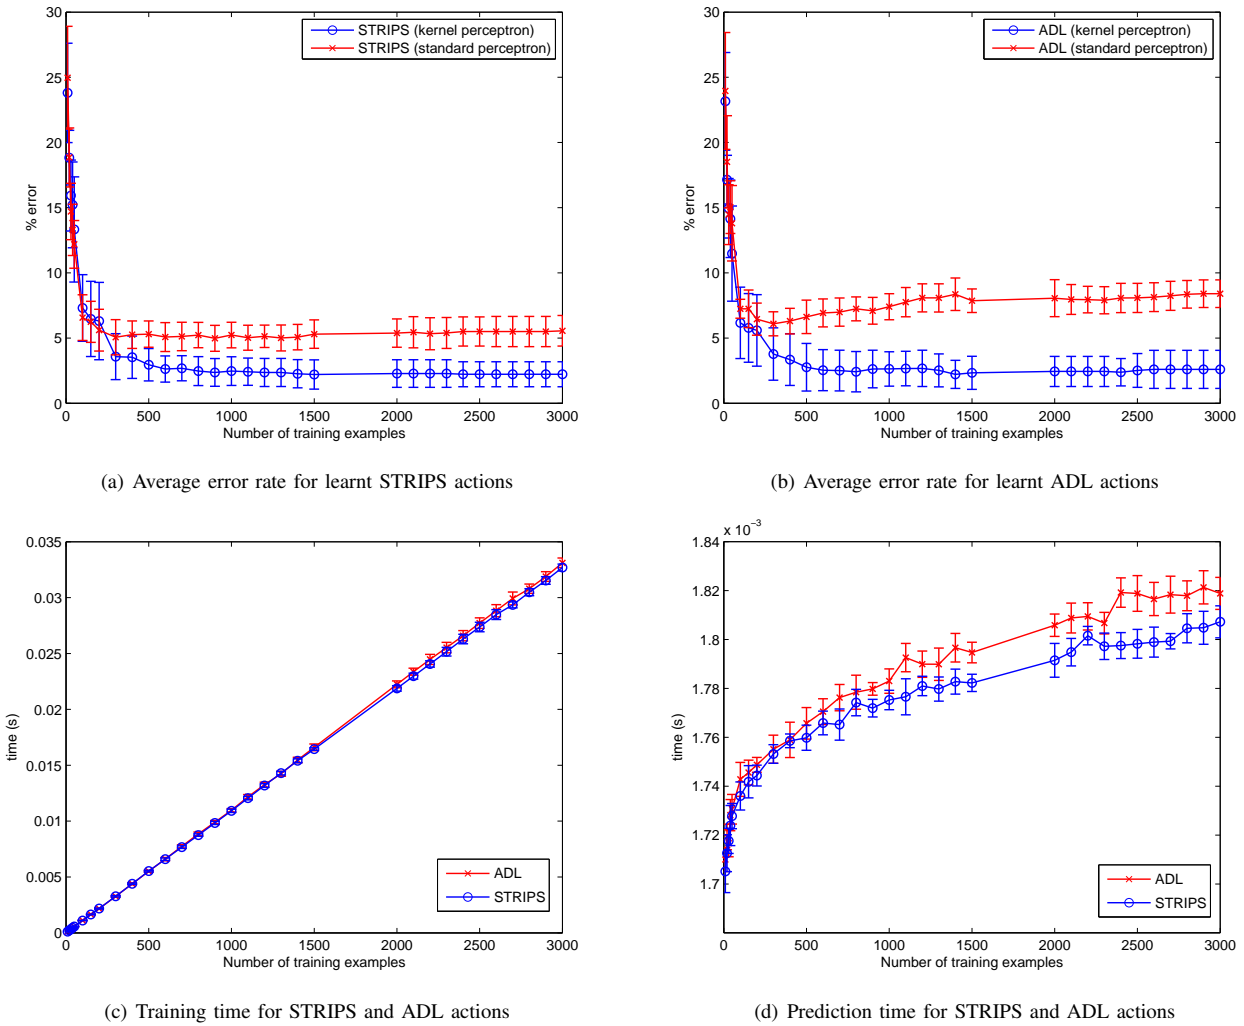 30
25
20
15
10
5
0
% error
STRIPS (kernel perceptron)
STRIPS (standard perceptron)
0 500 1000 1500 2000 2500 3000
Number of training examples
(a) Average error rate for learnt STRIPS actions
30
25
20
15
10
5
0
% error
ADL (kernel perceptron)
ADL (standard perceptron)
0 500 1000 1500 2000 2500 3000
Number of training examples
(b) Average error rate for learnt ADL actions
0.035
0.03
0.025
0.02
0.015
0.01
0.005
0
time (s)
ADL
STRIPS
0 500 1000 1500 2000 2500 3000
Number of training examples
(c) Training time for STRIPS and ADL actions
x 10⁻³
1.84
1.82
1.8
1.78
1.76
1.74
1.72
1.7
time (s)
ADL
STRIPS
0 500 1000 1500 2000 2500 3000
Number of training examples
(d) Prediction time for STRIPS and ADL actions